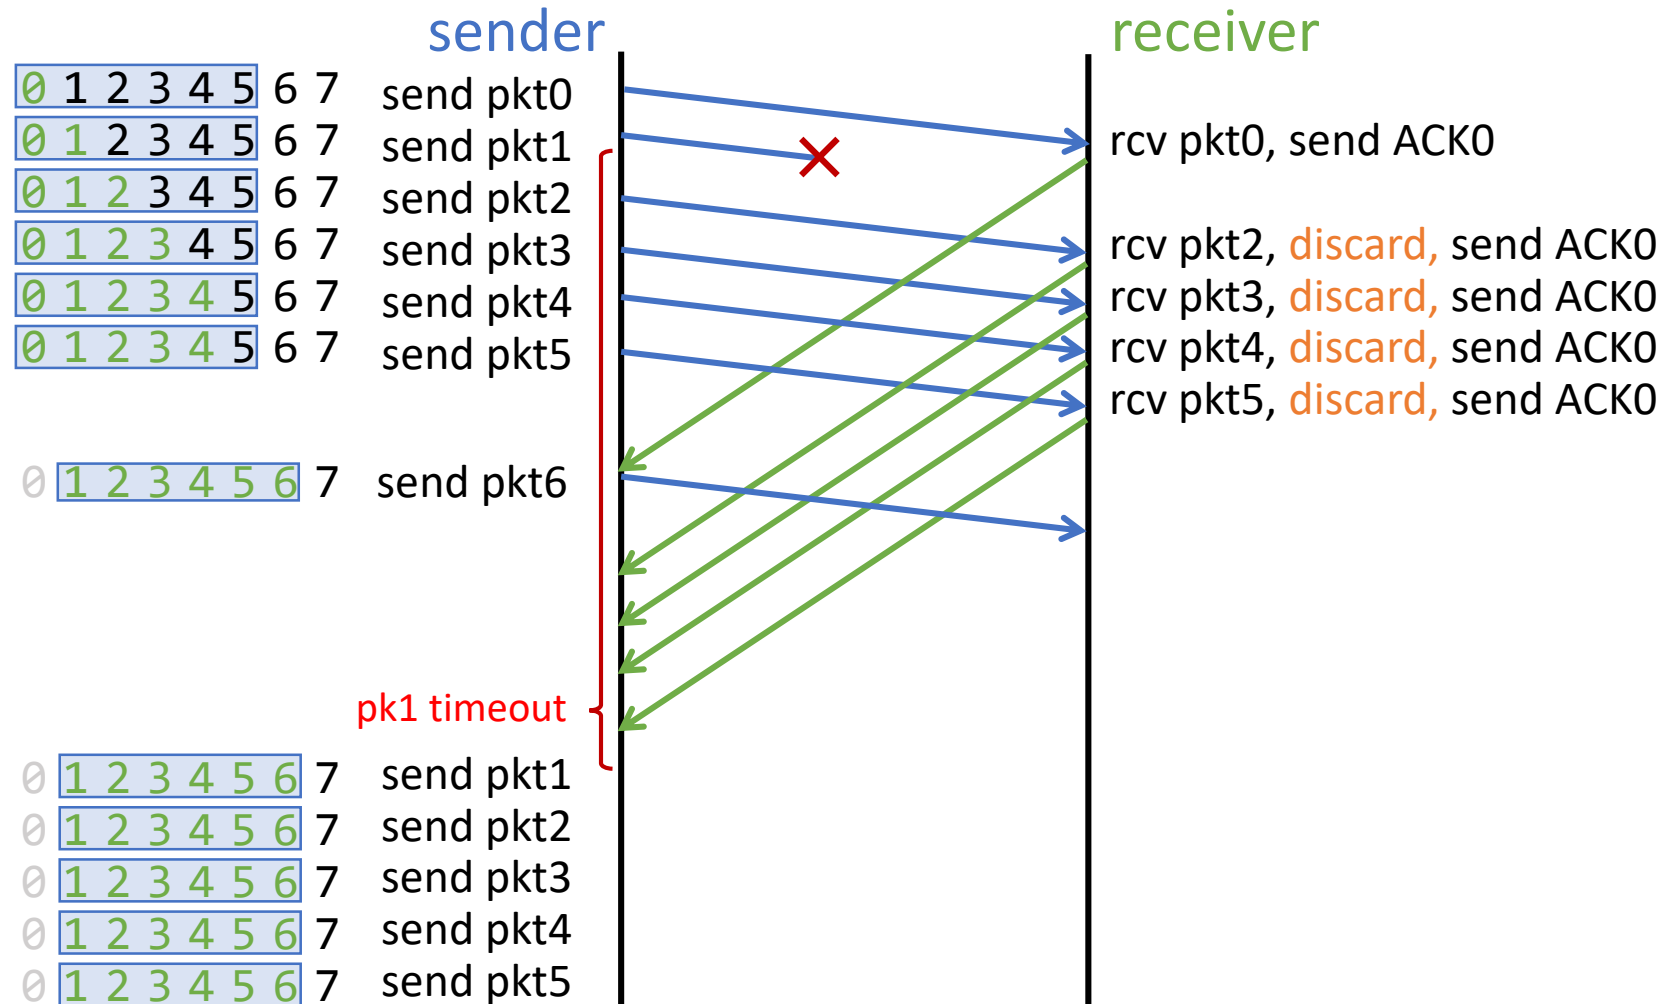 sender receiver
0 1 2 3 4 5 6 7 send pkt0
0 1 2 3 4 5 6 7 send pkt1 rcv pkt0, send ACK0
0 1 2 3 4 5 6 7 send pkt2
0 1 2 3 4 5 6 7 send pkt3 rcv pkt2, discard, send ACK0
0 1 2 3 4 5 6 7 send pkt4 rcv pkt3, discard, send ACK0
0 1 2 3 4 5 6 7 send pkt5 rcv pkt4, discard, send ACK0
rcv pkt5, discard, send ACK0
0 1 2 3 4 5 6 7 send pkt6
pk1 timeout
0 1 2 3 4 5 6 7 send pkt1
0 1 2 3 4 5 6 7 send pkt2
0 1 2 3 4 5 6 7 send pkt3
0 1 2 3 4 5 6 7 send pkt4
0 1 2 3 4 5 6 7 send pkt5